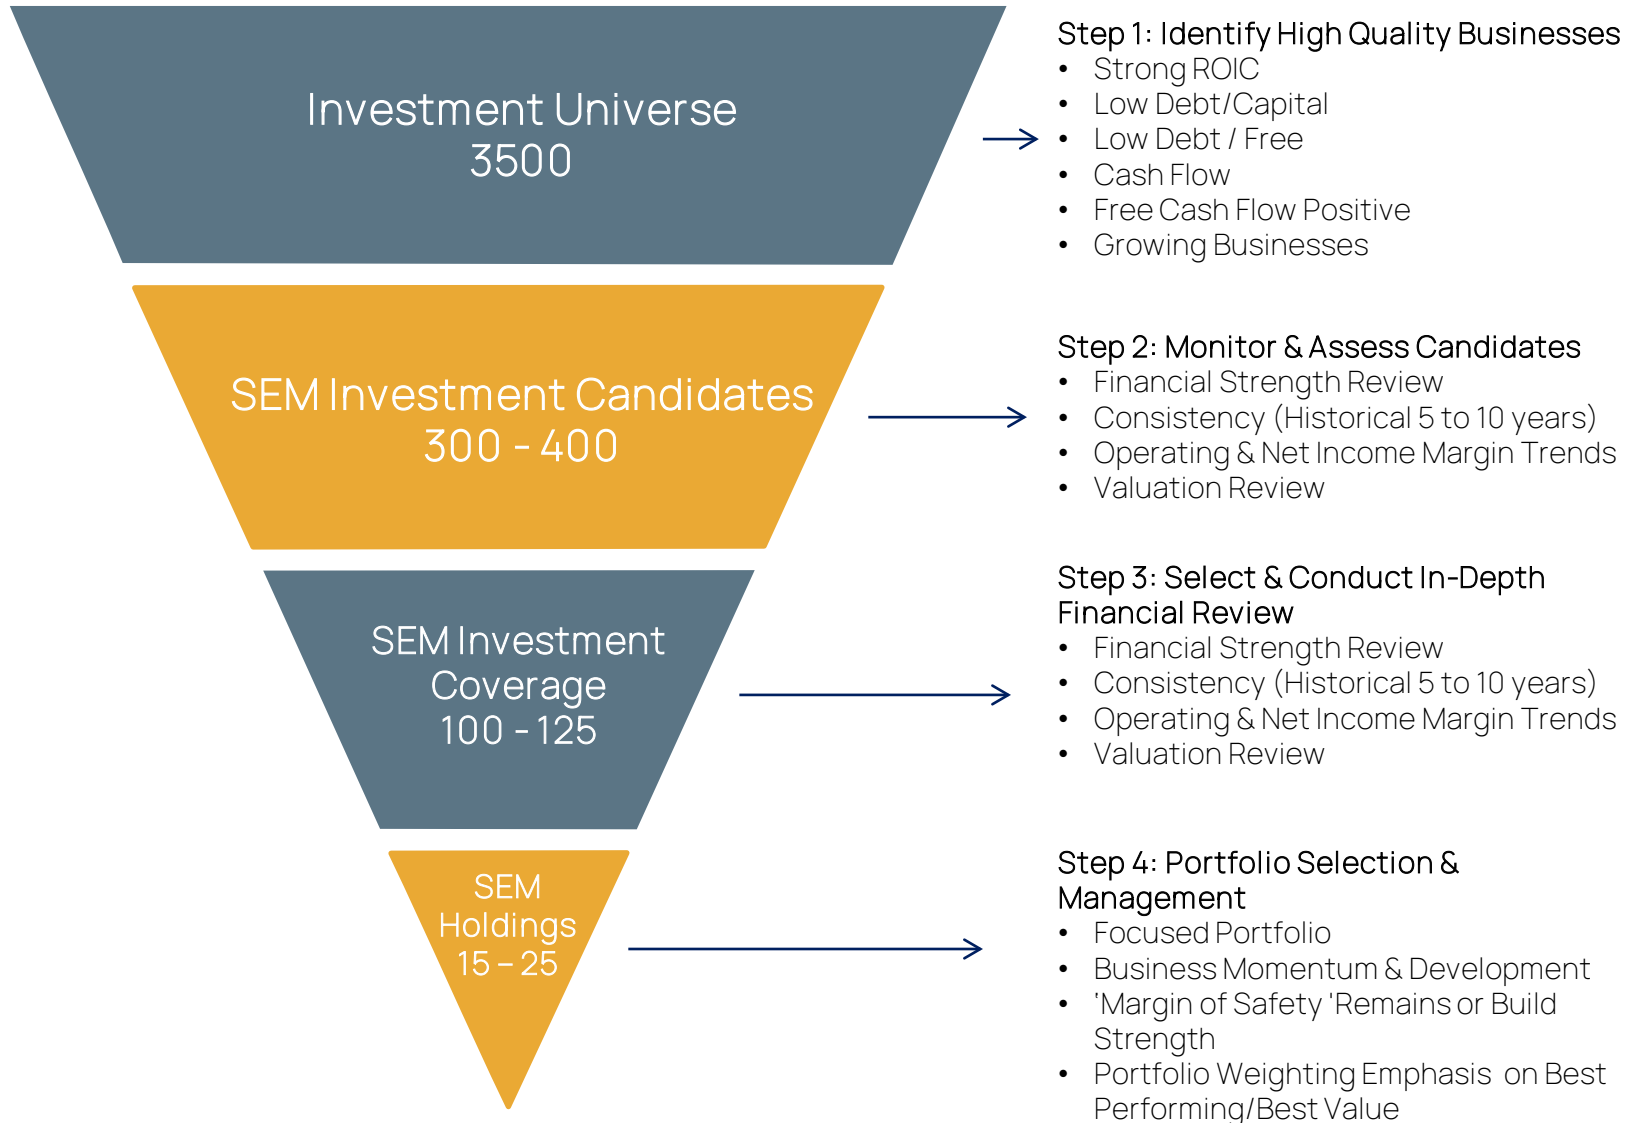 Investment Universe
3500
Step 1: Identify High Quality Businesses
• Strong ROIC
• Low Debt/Capital
• Low Debt / Free
• Cash Flow
• Free Cash Flow Positive
• Growing Businesses
SEM Investment Candidates
300 - 400
Step 2: Monitor & Assess Candidates
• Financial Strength Review
• Consistency (Historical 5 to 10 years)
• Operating & Net Income Margin Trends
• Valuation Review
SEM Investment
Coverage
100 - 125
Step 3: Select & Conduct In-Depth
Financial Review
• Financial Strength Review
• Consistency (Historical 5 to 10 years)
• Operating & Net Income Margin Trends
• Valuation Review
SEM
Holdings
15 – 25
Step 4: Portfolio Selection &
Management
• Focused Portfolio
• Business Momentum & Development
• ‘Margin of Safety 'Remains or Build
Strength
• Portfolio Weighting Emphasis  on Best
Performing/Best Value